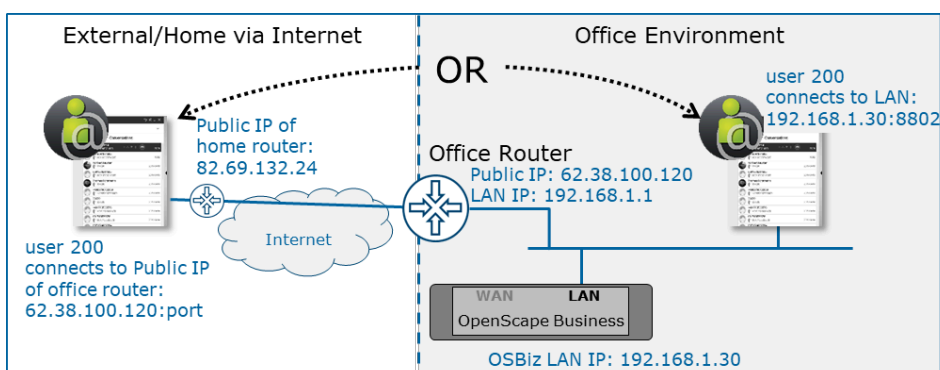 External/Home via Internet
Office Environment
OR
user 200
connects to LAN:
192.168.1.30:8802
Public IP of
home router:
82.69.132.24
Office Router
Public IP: 62.38.100.120
LAN IP: 192.168.1.1
Internet
user 200
connects to Public IP
of office router:
62.38.100.120:port
WAN LAN
OpenScape Business
OSBiz LAN IP: 192.168.1.30
@
@